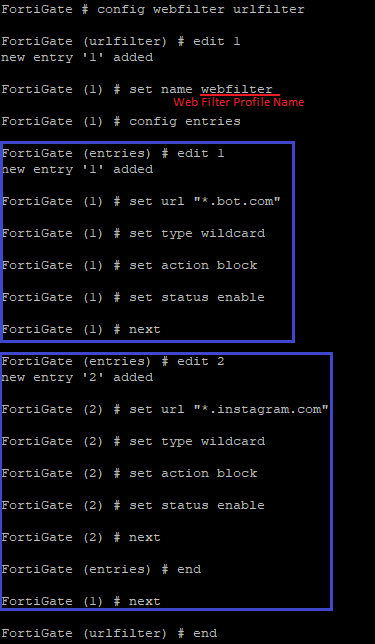 FortiGate # config webfilter urlfilter
FortiGate (urlfilter) # edit 1
new entry '1' added
FortiGate (1) # set name webfilter
Web Filter Profile Name
FortiGate (1) # config entries
FortiGate (entries) # edit 1
new entry '1' added
FortiGate (1) # set url "*.bot.com"
FortiGate (1) # set type wildcard
FortiGate (1) # set action block
FortiGate (1) # set status enable
FortiGate (1) # next
FortiGate (entries) # edit 2
new entry '2' added
FortiGate (2) # set url "*.instagram.com"
FortiGate (2) # set type wildcard
FortiGate (2) # set action block
FortiGate (2) # set status enable
FortiGate (2) # next
FortiGate (entries) # end
FortiGate (1) # next
FortiGate (urlfilter) # end